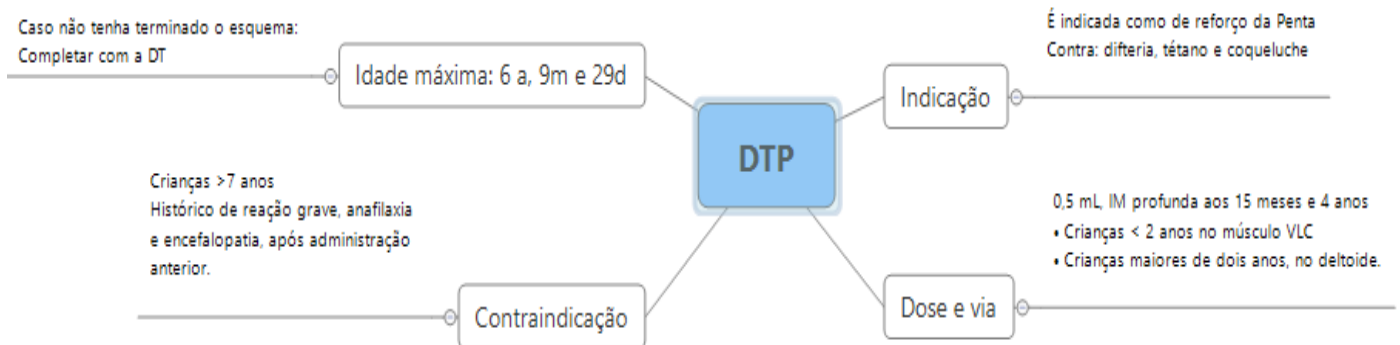 Caso não tenha terminado o esquema:
Completar com a DT
Idade máxima: 6 a, 9m e 29d
É indicada como de reforço da Penta
Contra: difteria, tétano e coqueluche
Indicação
DTP
Crianças >7 anos
Histórico de reação grave, anafilaxia
e encefalopatia, após administração
anterior.
Contraindicação
0,5 mL, IM profunda aos 15 meses e 4 anos
• Crianças < 2 anos no músculo VLC
• Crianças maiores de dois anos, no deltoide.
Dose e via